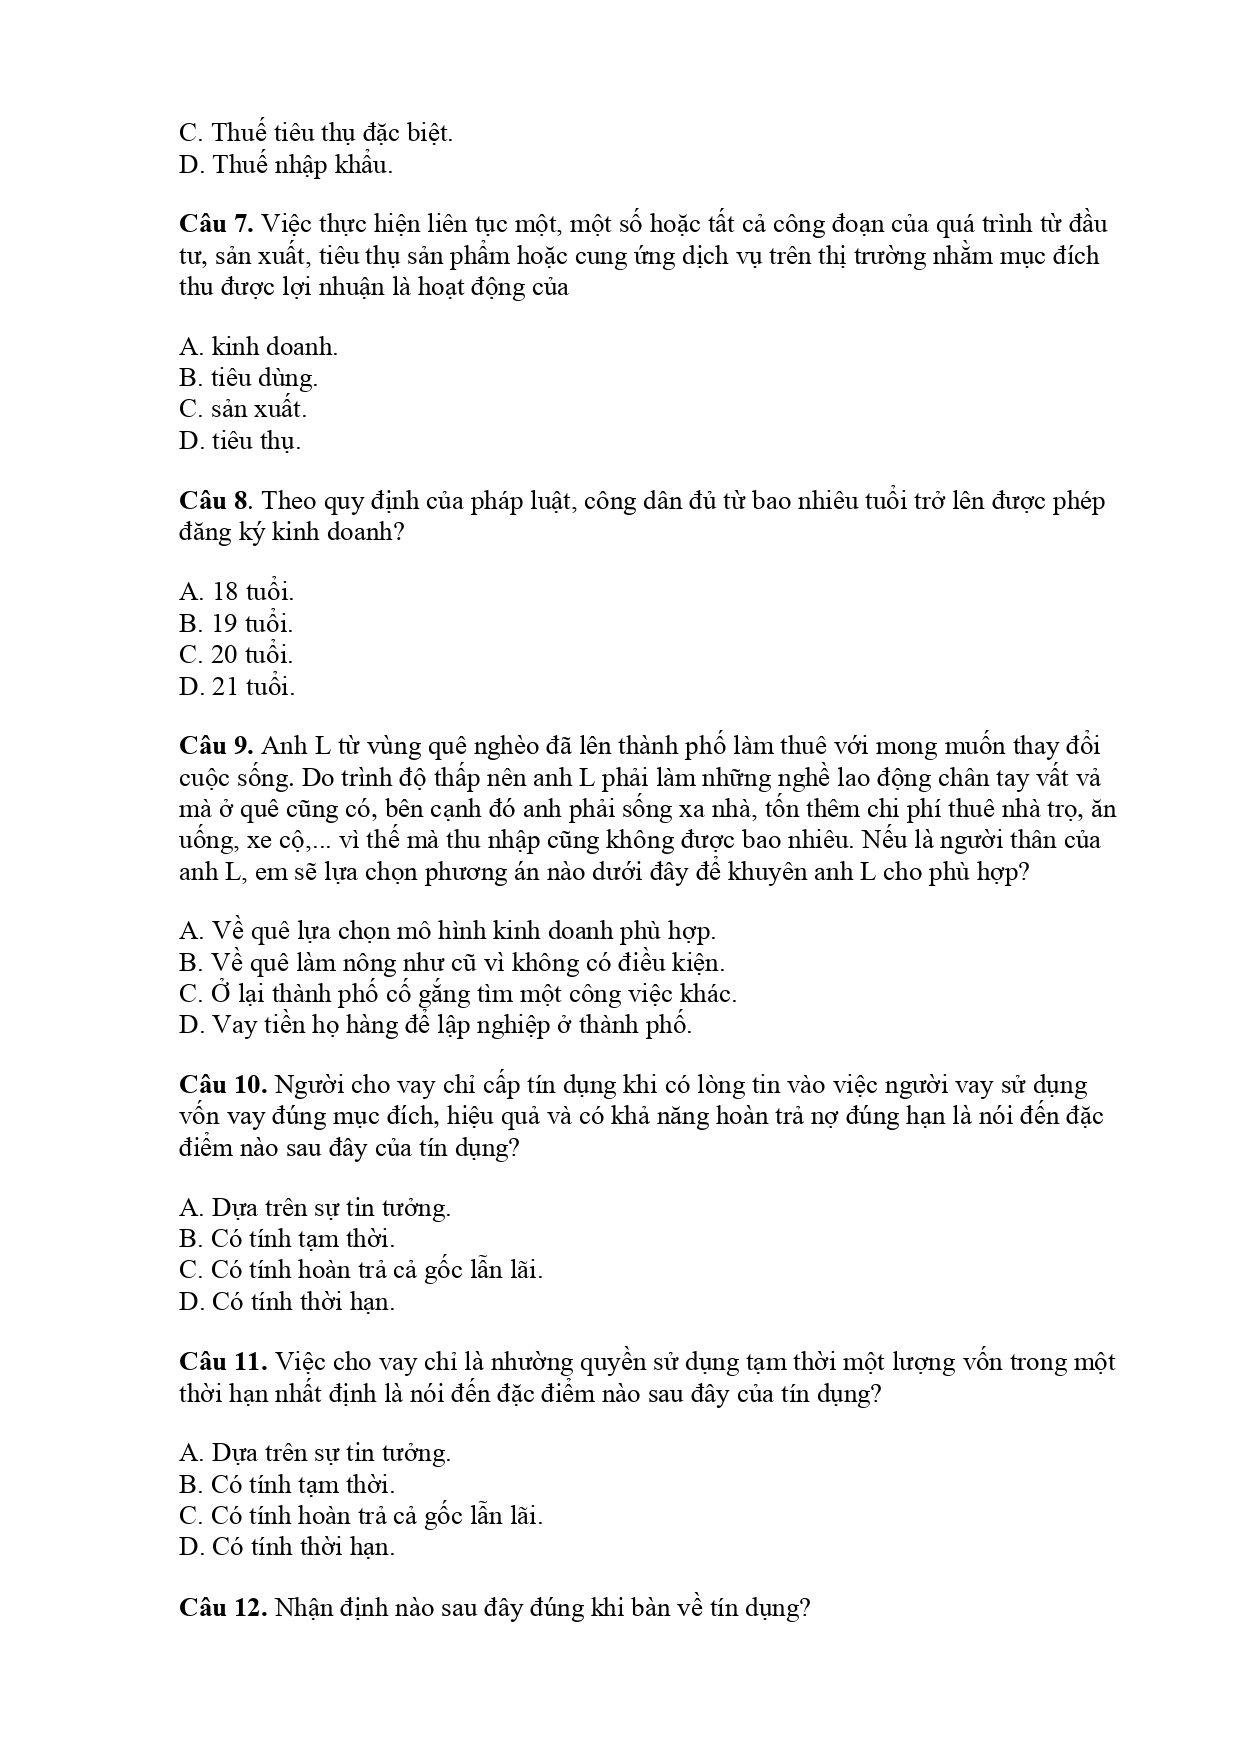 C. Thuế tiêu thụ đặc biệt.
D. Thuế nhập khẩu.
Câu 7. Việc thực hiện liên tục một, một số hoặc tất cả công đoạn của quá trình từ đầu
tư, sản xuất, tiêu thụ sản phẩm hoặc cung ứng dịch vụ trên thị trường nhằm mục đích
thu được lợi nhuận là hoạt động của
A. kinh doanh.
B. tiêu dùng.
C. sản xuất.
D. tiêu thụ.
Câu 8. Theo quy định của pháp luật, công dân đủ từ bao nhiêu tuổi trở lên được phép
đăng ký kinh doanh?
A. 18 tuổi.
B. 19 tuổi.
C. 20 tuổi.
D. 21 tuổi.
Câu 9. Anh L từ vùng quê nghèo đã lên thành phố làm thuê với mong muốn thay đổi
cuộc sống. Do trình độ thấp nên anh L phải làm những nghề lao động chân tay vất vả
mà ở quê cũng có, bên cạnh đó anh phải sống xa nhà, tốn thêm chi phí thuê nhà trọ, ăn
uống, xe cộ,... vì thế mà thu nhập cũng không được bao nhiêu. Nếu là người thân của
anh L, em sẽ lựa chọn phương án nào dưới đây để khuyên anh L cho phù hợp?
A. Về quê lựa chọn mô hình kinh doanh phù hợp.
B. Về quê làm nông như cũ vì không có điều kiện.
C. Ở lại thành phố cố gắng tìm một công việc khác.
D. Vay tiền họ hàng để lập nghiệp ở thành phố.
Câu 10. Người cho vay chỉ cấp tín dụng khi có lòng tin vào việc người vay sử dụng
vốn vay đúng mục đích, hiệu quả và có khả năng hoàn trả nợ đúng hạn là nói đến đặc
điểm nào sau đây của tín dụng?
A. Dựa trên sự tin tưởng.
B. Có tính tạm thời.
C. Có tính hoàn trả cả gốc lẫn lãi.
D. Có tính thời hạn.
Câu 11. Việc cho vay chỉ là nhường quyền sử dụng tạm thời một lượng vốn trong một
thời hạn nhất định là nói đến đặc điểm nào sau đây của tín dụng?
A. Dựa trên sự tin tưởng.
B. Có tính tạm thời.
C. Có tính hoàn trả cả gốc lẫn lãi.
D. Có tính thời hạn.
Câu 12. Nhận định nào sau đây đúng khi bàn về tín dụng?